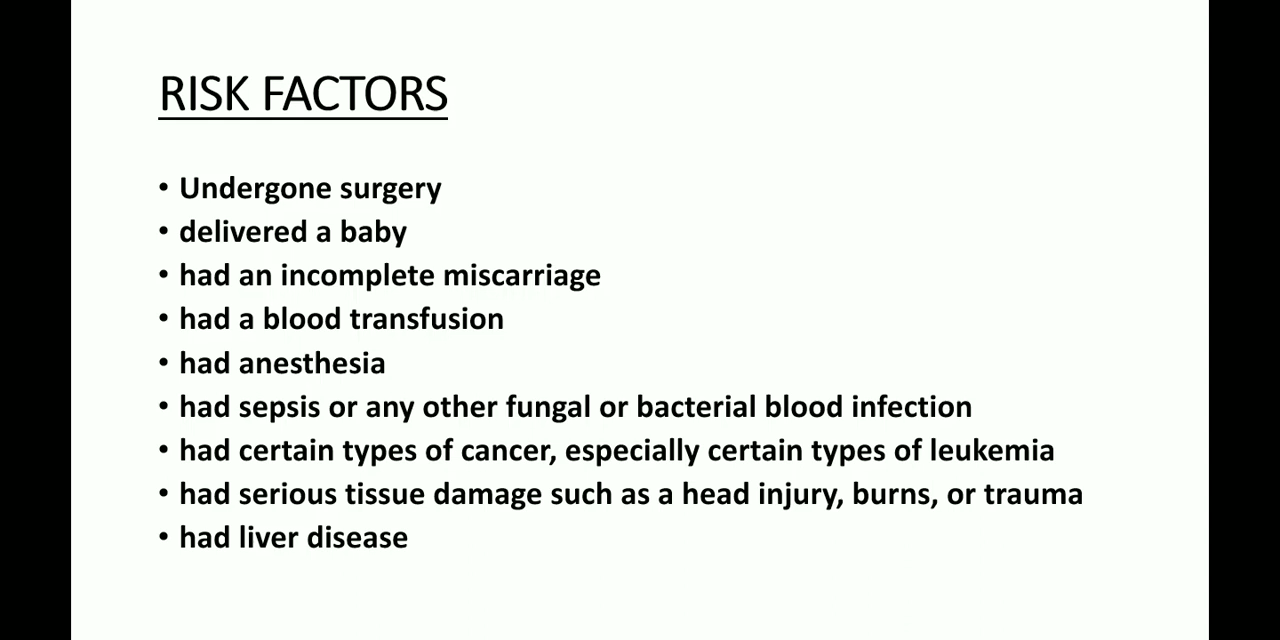 RISK FACTORS
• Undergone surgery
• delivered a baby
• had an incomplete miscarriage
• had a blood transfusion
• had anesthesia
• had sepsis or any other fungal or bacterial blood infection
• had certain types of cancer, especially certain types of leukemia
• had serious tissue damage such as a head injury, burns, or trauma
• had liver disease